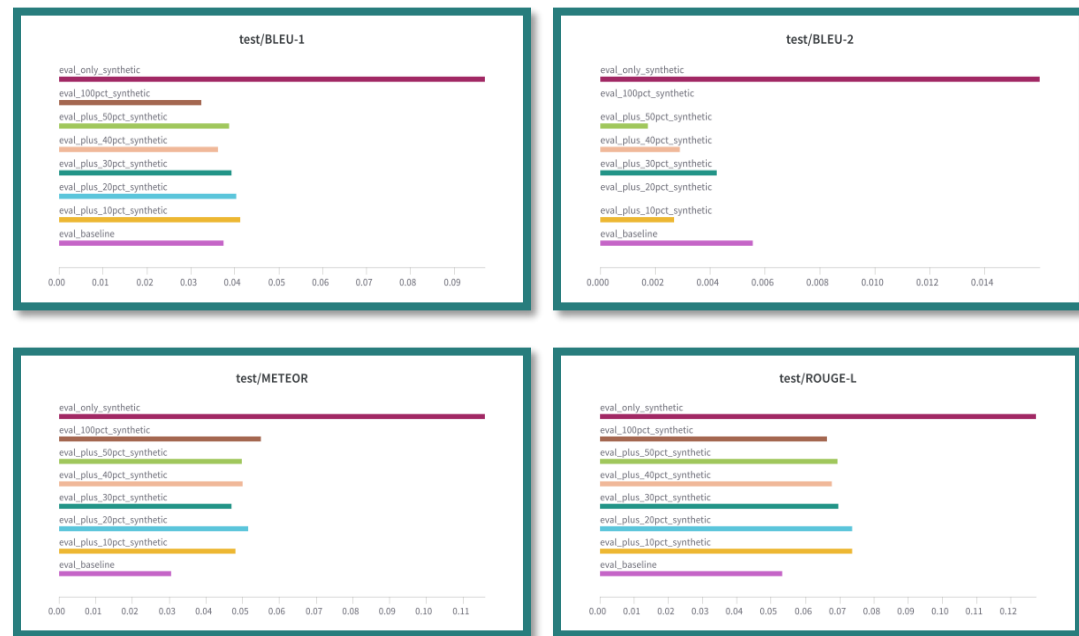 test/BLEU-1
eval_only_synthetic
eval_100pct_synthetic
eval_plus_50pct_synthetic
eval_plus_40pct_synthetic
eval_plus_30pct_synthetic
eval_plus_20pct_synthetic
eval_plus_10pct_synthetic
eval_baseline
0.00 0.01 0.02 0.03 0.04 0.05 0.06 0.07 0.08 0.09
test/BLEU-2
eval_only_synthetic
eval_100pct_synthetic
eval_plus_50pct_synthetic
eval_plus_40pct_synthetic
eval_plus_30pct_synthetic
eval_plus_20pct_synthetic
eval_plus_10pct_synthetic
eval_baseline
0.000 0.002 0.004 0.006 0.008 0.010 0.012 0.014
test/METEOR
eval_only_synthetic
eval_100pct_synthetic
eval_plus_50pct_synthetic
eval_plus_40pct_synthetic
eval_plus_30pct_synthetic
eval_plus_20pct_synthetic
eval_plus_10pct_synthetic
eval_baseline
0.00 0.01 0.02 0.03 0.04 0.05 0.06 0.07 0.08 0.09 0.10 0.11
test/ROUGE-L
eval_only_synthetic
eval_100pct_synthetic
eval_plus_50pct_synthetic
eval_plus_40pct_synthetic
eval_plus_30pct_synthetic
eval_plus_20pct_synthetic
eval_plus_10pct_synthetic
eval_baseline
0.00 0.01 0.02 0.03 0.04 0.05 0.06 0.07 0.08 0.09 0.10 0.11 0.12